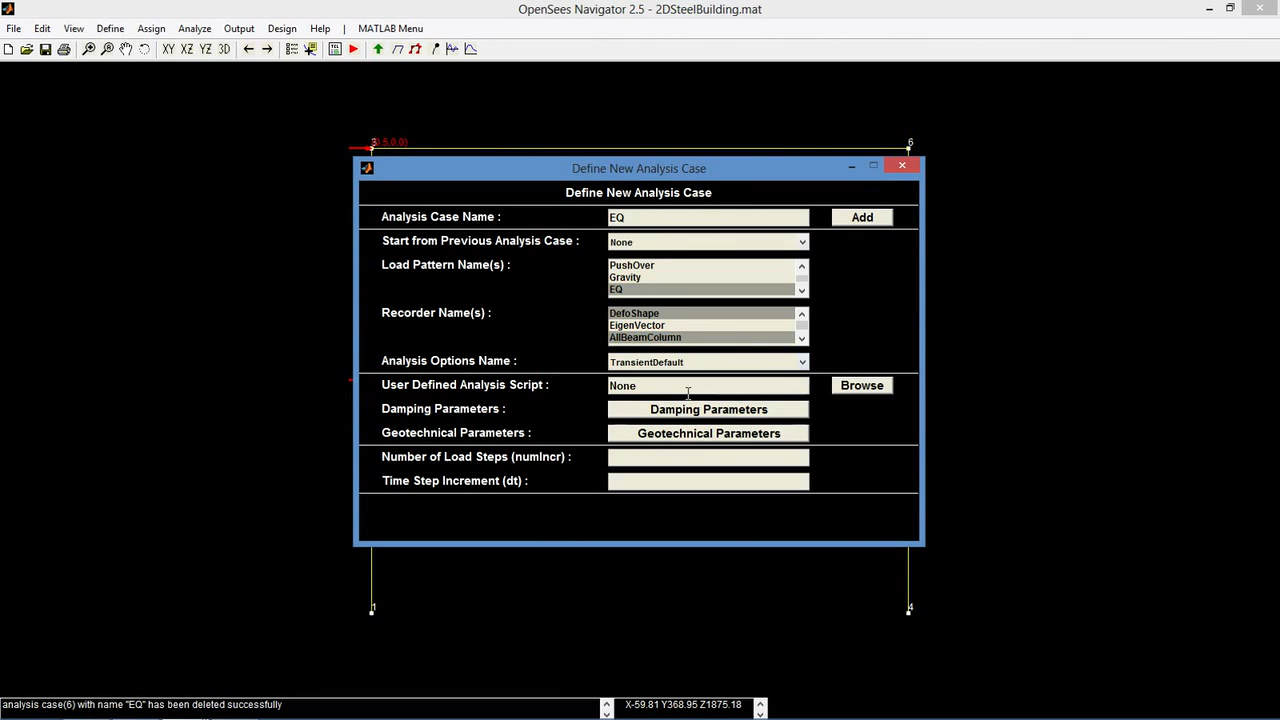 OpenSees Navigator 2.5 - 2DSteelBuilding.mat
File Edit View Define Assign Analyze Output Design Help MATLAB Menu
XY XZ YZ 3D
.5,0.0) 6
Define New Analysis Case
Define New Analysis Case
Analysis Case Name : EQ Add
Start from Previous Analysis Case : None
Load Pattern Name(s) : PushOver
Gravity
EQ
Recorder Name(s) : DefoShape
EigenVector
AllBeamColumn
Analysis Options Name : TransientDefault
User Defined Analysis Script : None Browse
Damping Parameters : Damping Parameters
Geotechnical Parameters : Geotechnical Parameters
Number of Load Steps (numIncr) :
Time Step Increment (dt) :
1 4
analysis case(6) with name "EQ" has been deleted successfully X-59.81 Y368.95 Z1875.18